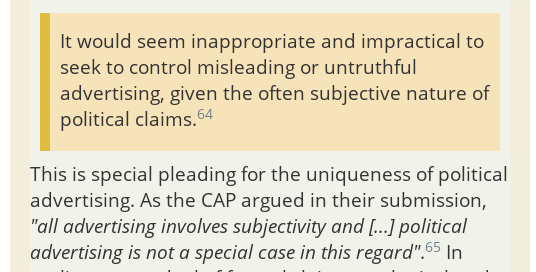 It would seem inappropriate and impractical to
seek to control misleading or untruthful
advertising, given the often subjective nature of
political claims.64
This is special pleading for the uniqueness of political
advertising. As the CAP argued in their submission,
"all advertising involves subjectivity and [...] political
advertising is not a special case in this regard".65 In